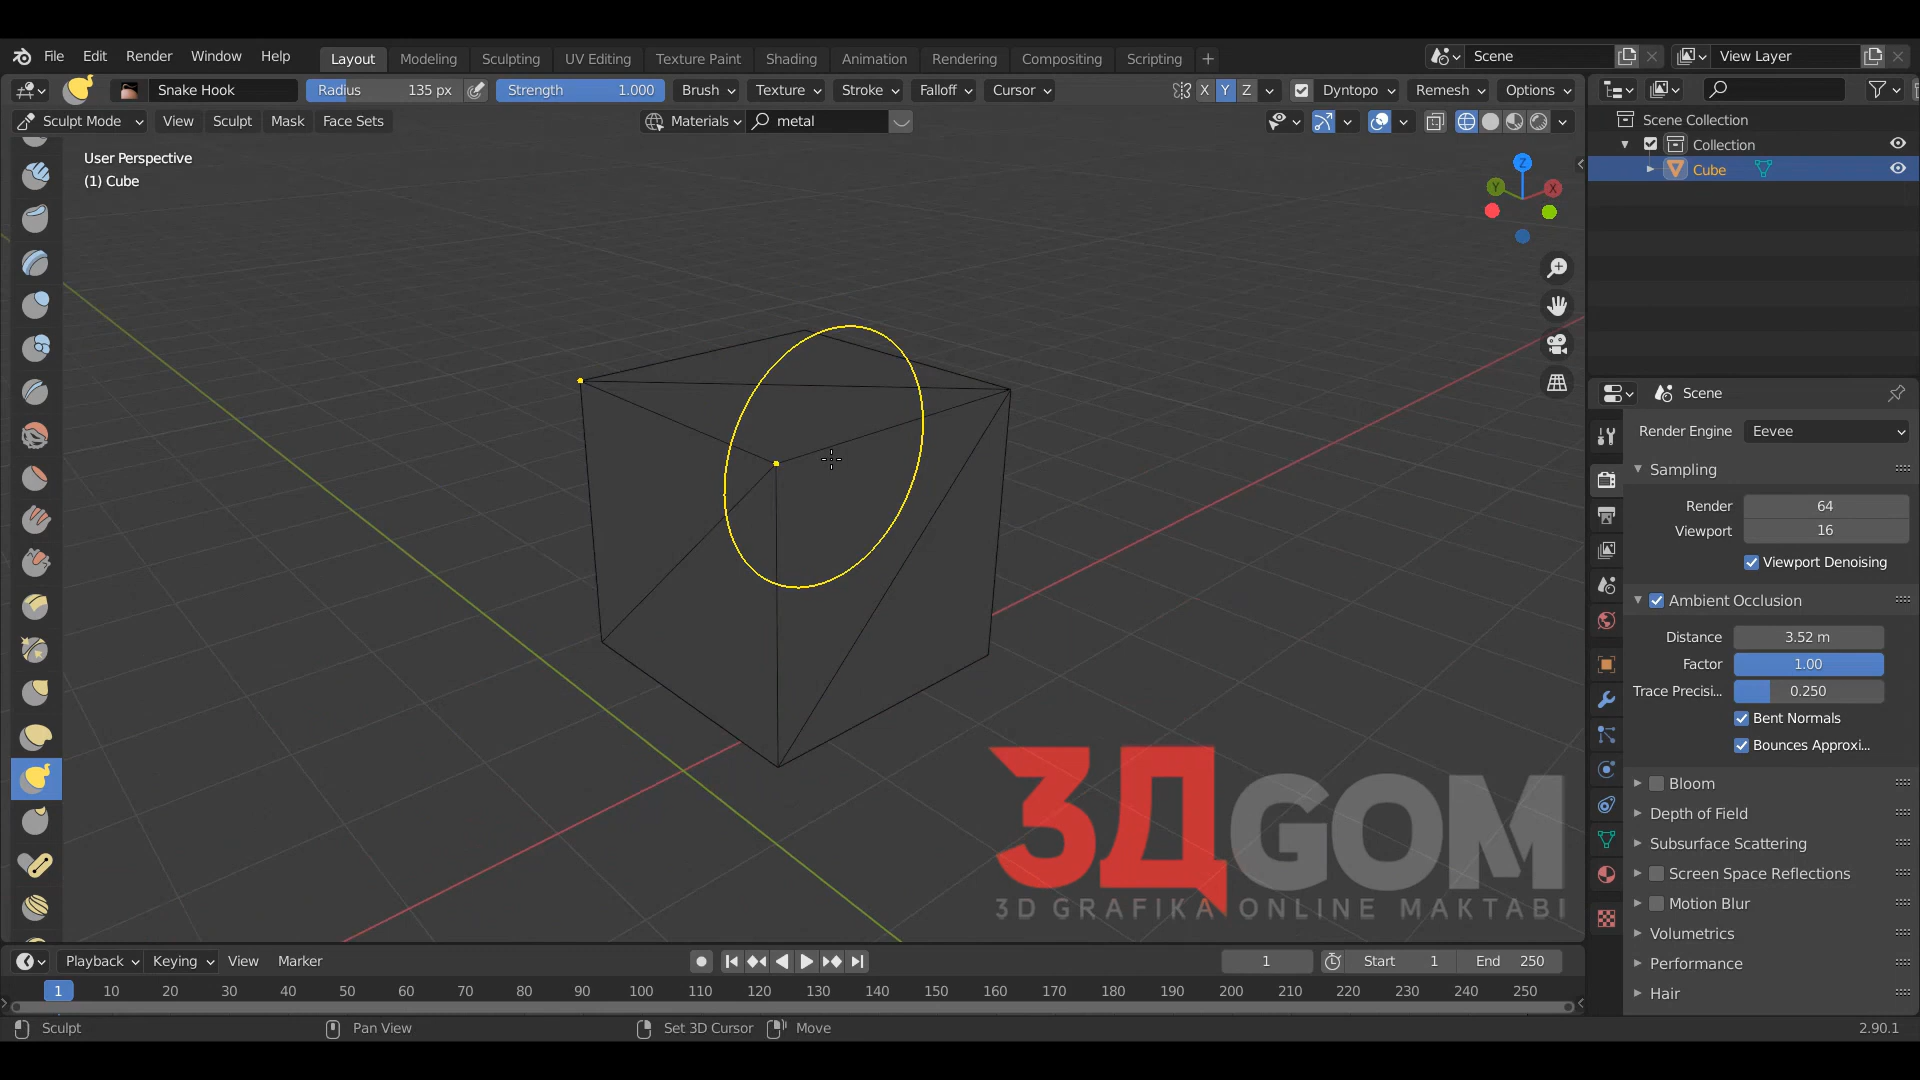 File Edit Render Window Help Layout Modeling Sculpting UV Editing Texture Paint Shading Animation Rendering Compositing Scripting + Scene View Layer
Snake Hook Radius 135 px Strength 1.000 Brush Texture Stroke Falloff Cursor X Y Z Dyntopo Remesh Options
Sculpt Mode View Sculpt Mask Face Sets Materials metal
User Perspective
(1) Cube
Z
Y
X
Scene Collection
Collection
Cube
Scene
Render Engine Eevee
Sampling
Render 64
Viewport 16
Viewport Denoising
Ambient Occlusion
Distance 3.52 m
Factor 1.00
Trace Precisi... 0.250
Bent Normals
Bounces Approxi...
Bloom
Depth of Field
Subsurface Scattering
Screen Space Reflections
Motion Blur
Volumetrics
Performance
Hair
3ДGOM
3D GRAFIKA ONLINE MAKTABI
Playback Keying View Marker 1 Start 1 End 250
1 10 20 30 40 50 60 70 80 90 100 110 120 130 140 150 160 170 180 190 200 210 220 230 240 250
Sculpt Pan View Set 3D Cursor Move 2.90.1